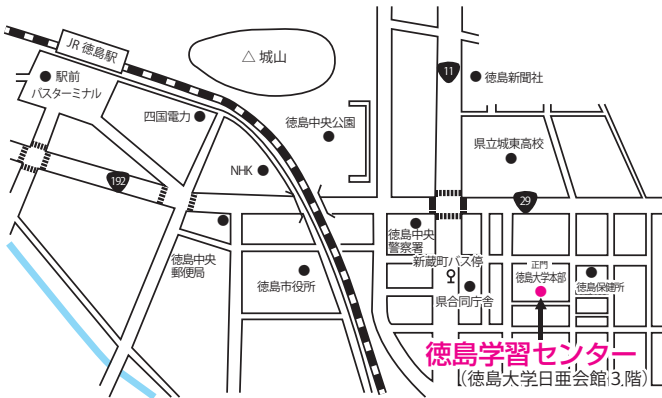 JR 徳島駅
△ 城山
11
徳島新聞社
駅前
バスターミナル
四国電力
徳島中央公園
県立城東高校
NHK
192
29
徳島中央
警察署
新蔵町バス停
正門
徳島大学本部
徳島保健所
徳島中央
郵便局
徳島市役所
県合同庁舎
徳島学習センター
(徳島大学日亜会館3階)